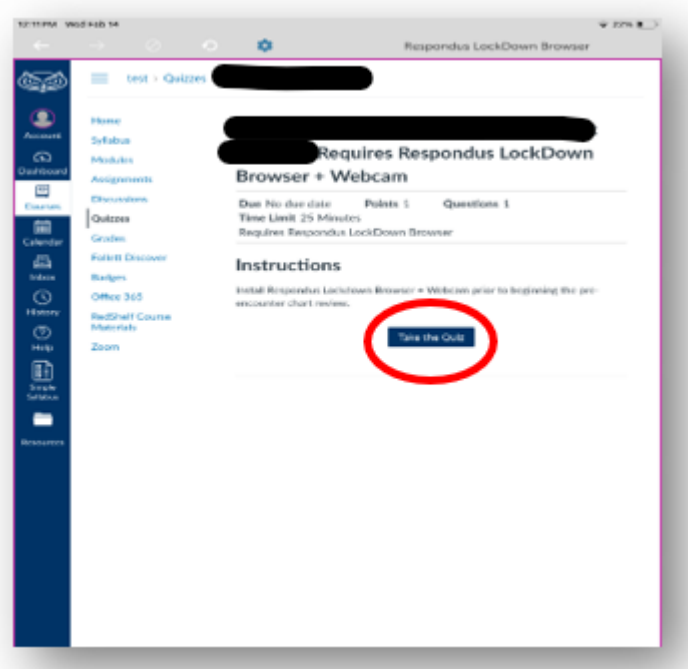 12:11 PM Wed Feb 14
22%
Respondus LockDown Browser
test › Quizzes
Account
Dashboard
Courses
Calendar
Inbox
History
Help
Simple
Syllabus
Resources
Home
Syllabus
Modules
Assignments
Discussions
Quizzes
Grades
Follett Discover
Badges
Office 365
RedShelf Course
Materials
Zoom
Requires Respondus LockDown
Browser + Webcam
Due No due date Points 1 Questions 1
Time Limit 25 Minutes
Requires Respondus LockDown Browser
Instructions
Install Respondus Lockdown Browser + Webcam prior to beginning the pre-
encounter chart review.
Take the Quiz